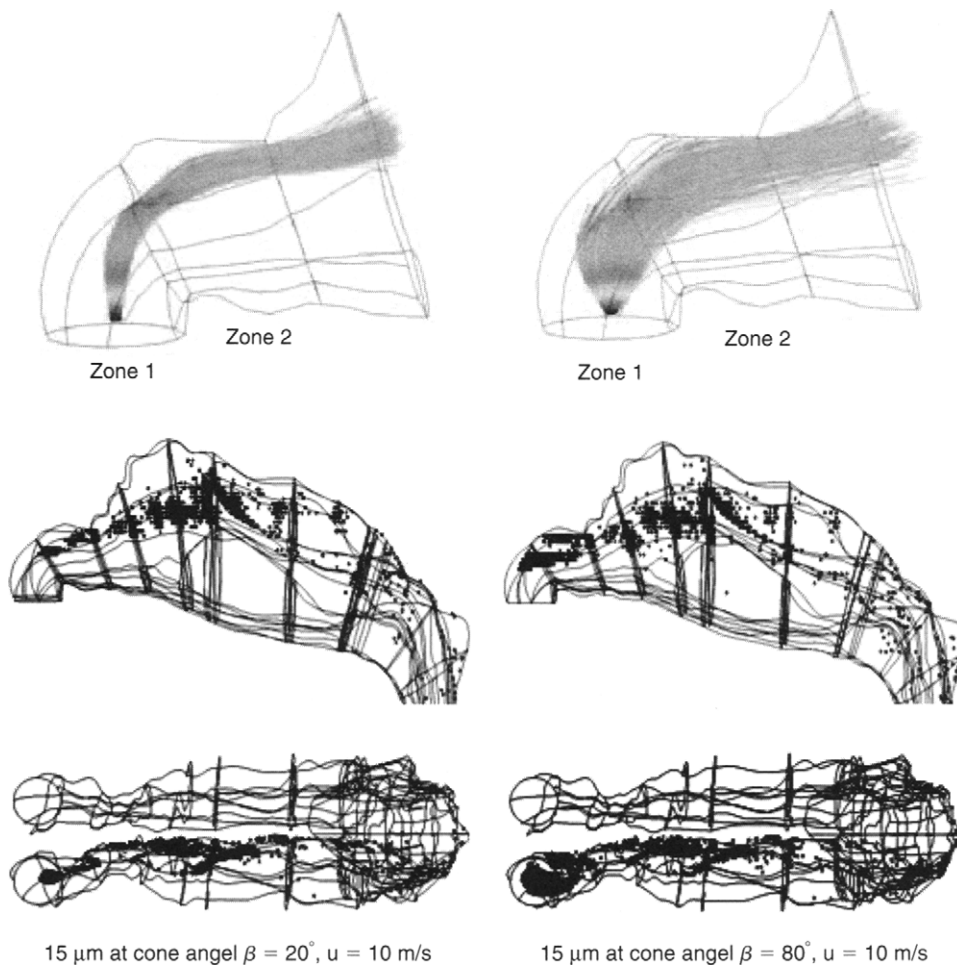 Zone 2
Zone 1
Zone 2
Zone 1
15 μm at cone angel β = 20°, u = 10 m/s
15 μm at cone angel β = 80°, u = 10 m/s